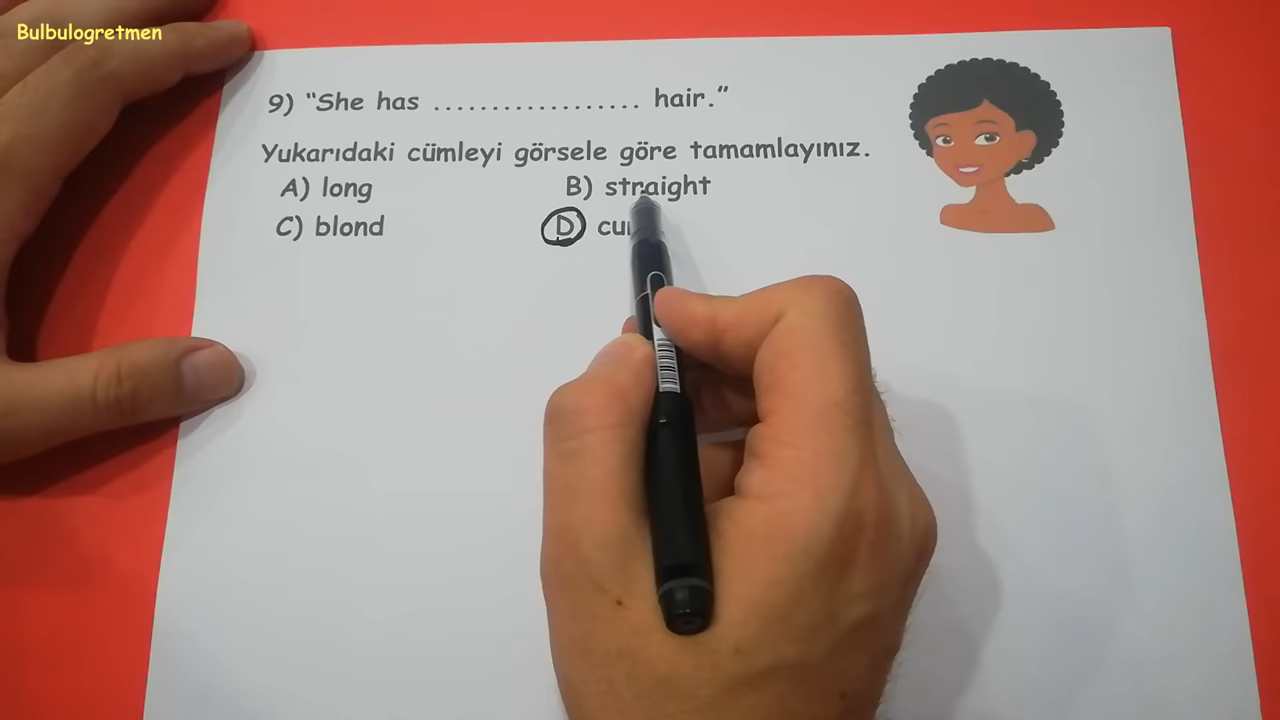 Bulbulogretmen
9) “She has .................. hair.”
Yukarıdaki cümleyi görsele göre tamamlayınız.
A) long B) straight
C) blond D)